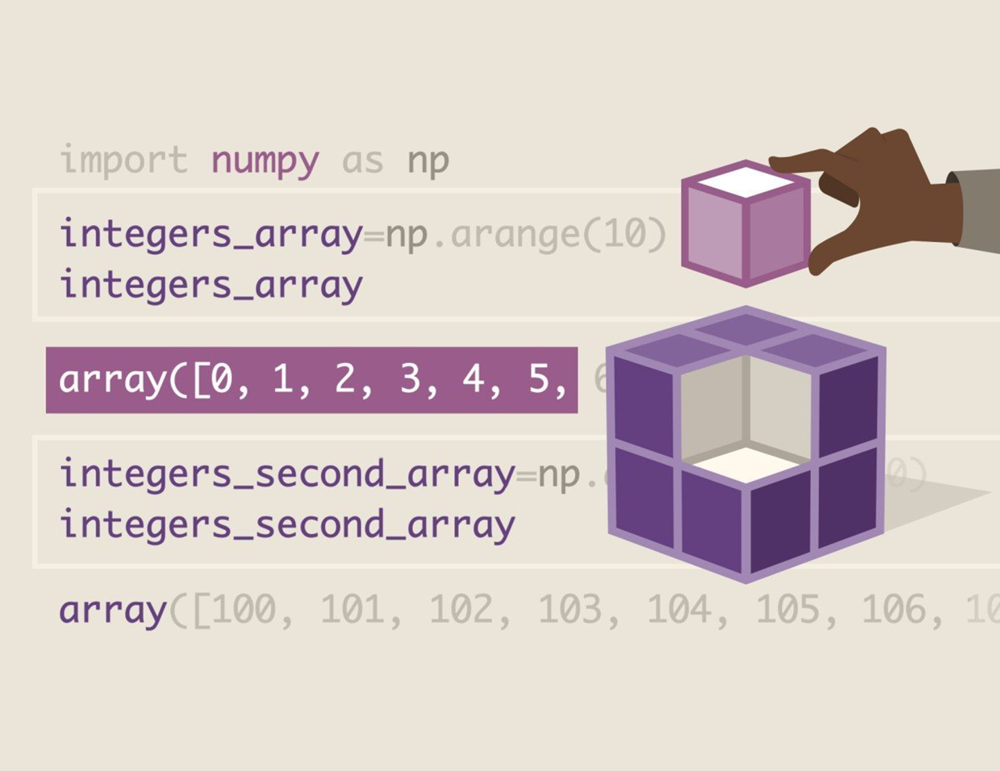 import numpy as np
integers_array=np.arange(10)
integers_array
array([0, 1, 2, 3, 4, 5,
integers_second_array=np. 0)
integers_second_array
array([100, 101, 102, 103, 104, 105, 106,